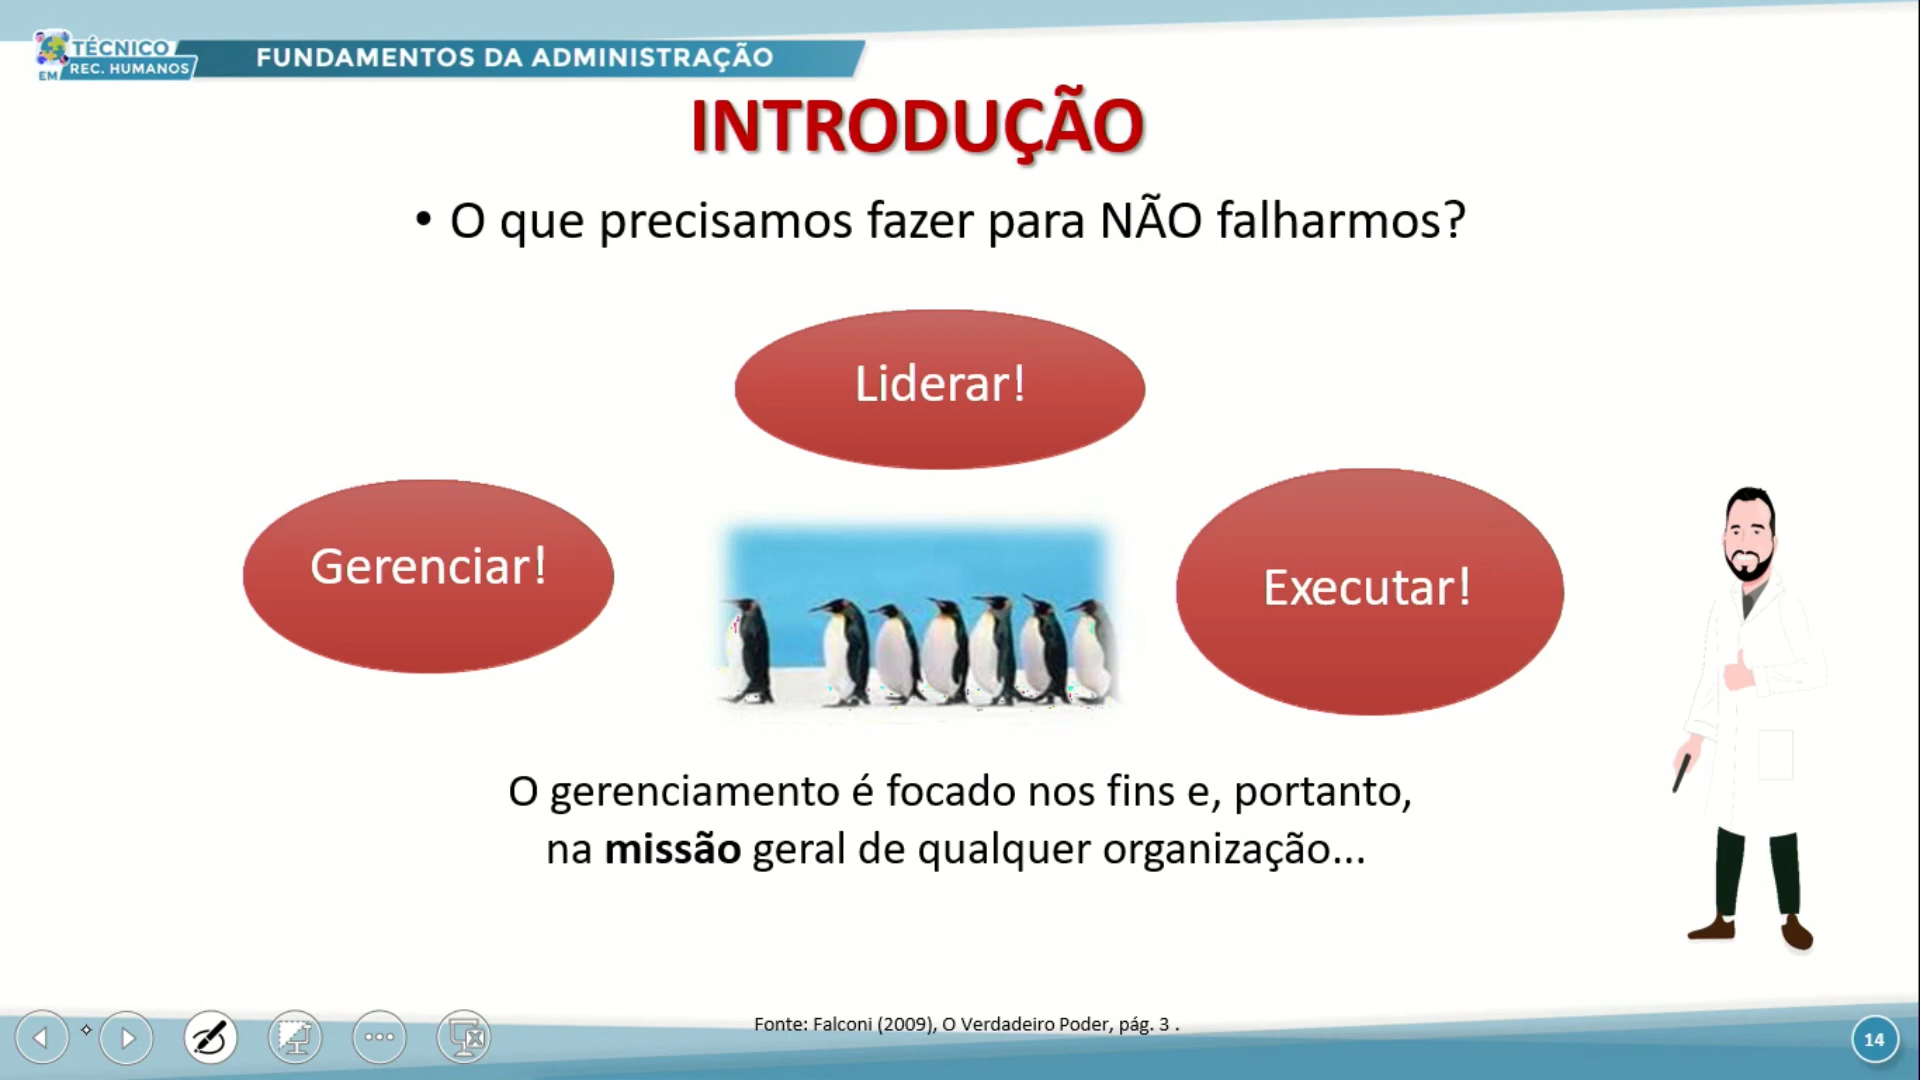 TÉCNICO
EM REC. HUMANOS
FUNDAMENTOS DA ADMINISTRAÇÃO
INTRODUÇÃO
• O que precisamos fazer para NÃO falharmos?
Liderar!
Gerenciar!
Executar!
O gerenciamento é focado nos fins e, portanto,
na missão geral de qualquer organização...
Fonte: Falconi (2009), O Verdadeiro Poder, pág. 3 .
14